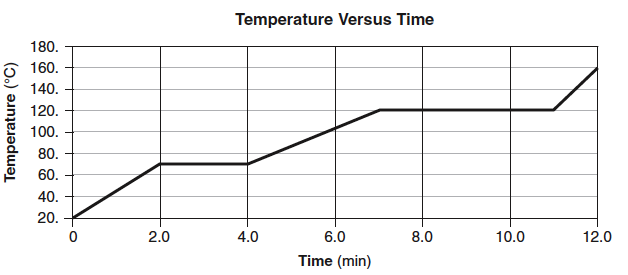 Temperature Versus Time
Temperature (°C)
180.
160.
140.
120.
100.
80.
60.
40.
20.
0 2.0 4.0 6.0 8.0 10.0 12.0
Time (min)